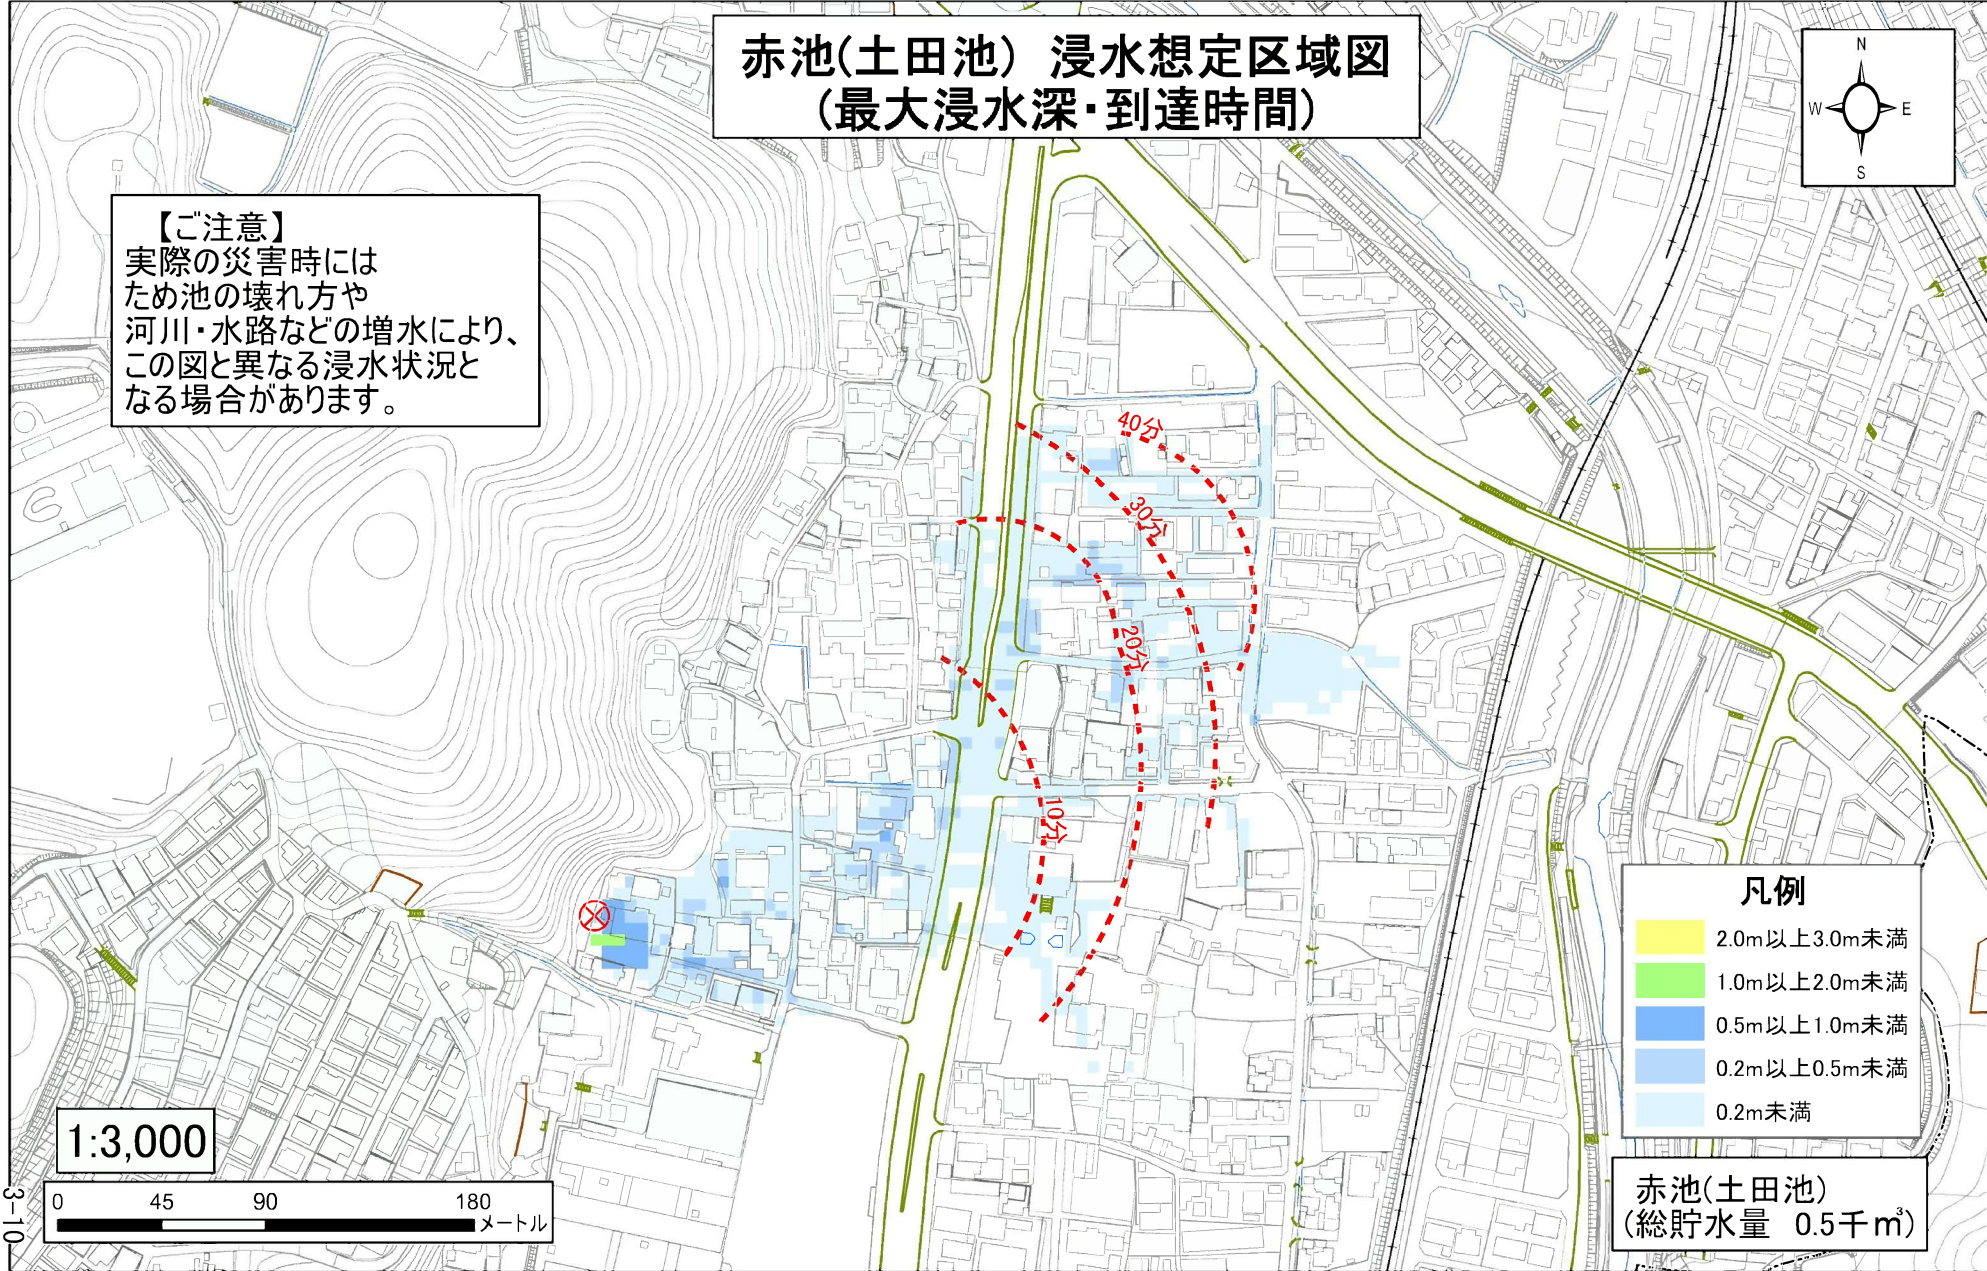 赤池(土田池) 浸水想定区域図
(最大浸水深・到達時間)
N
W E
S
【ご注意】
実際の災害時には
ため池の壊れ方や
河川・水路などの増水により、
この図と異なる浸水状況と
なる場合があります。
40分
30分
20分
10分
凡例
2.0m以上3.0m未満
1.0m以上2.0m未満
0.5m以上1.0m未満
0.2m以上0.5m未満
0.2m未満
1:3,000
0 45 90 180
メートル
赤池(土田池)
(総貯水量 0.5千㎥)
3-10